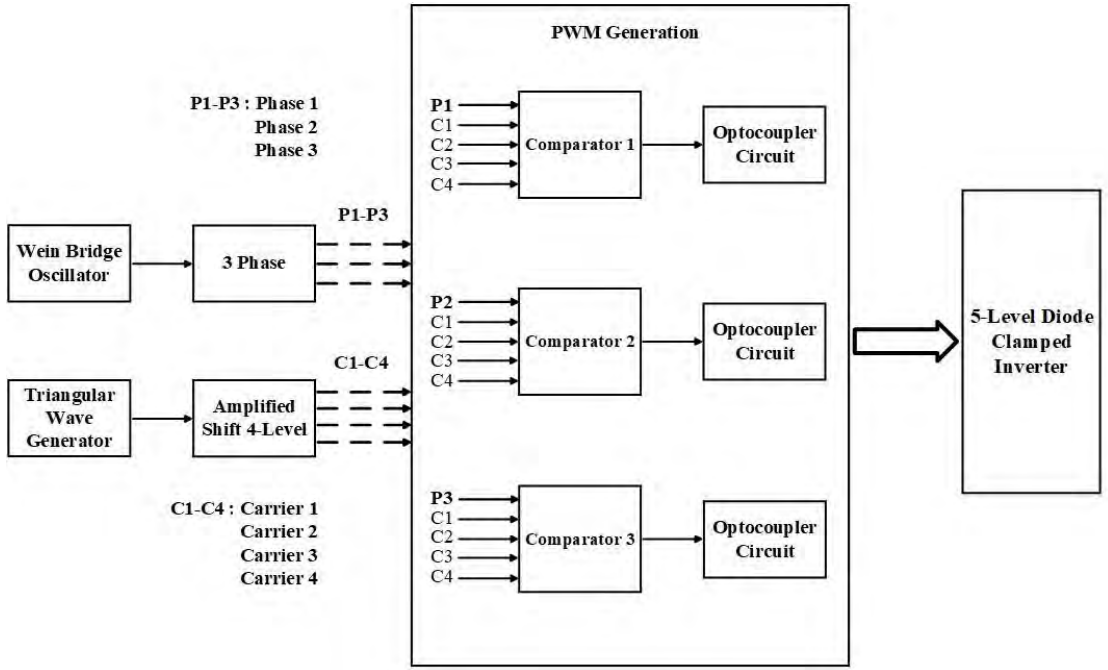 PWM Generation
P1-P3 : Phase 1
Phase 2
Phase 3
Wein Bridge
Oscillator
3 Phase
P1-P3
Triangular
Wave
Generator
Amplified
Shift 4-Level
C1-C4
C1-C4 : Carrier 1
Carrier 2
Carrier 3
Carrier 4
P1
C1
C2
C3
C4
Comparator 1
Optocoupler
Circuit
P2
C1
C2
C3
C4
Comparator 2
Optocoupler
Circuit
P3
C1
C2
C3
C4
Comparator 3
Optocoupler
Circuit
5-Level Diode
Clamped
Inverter